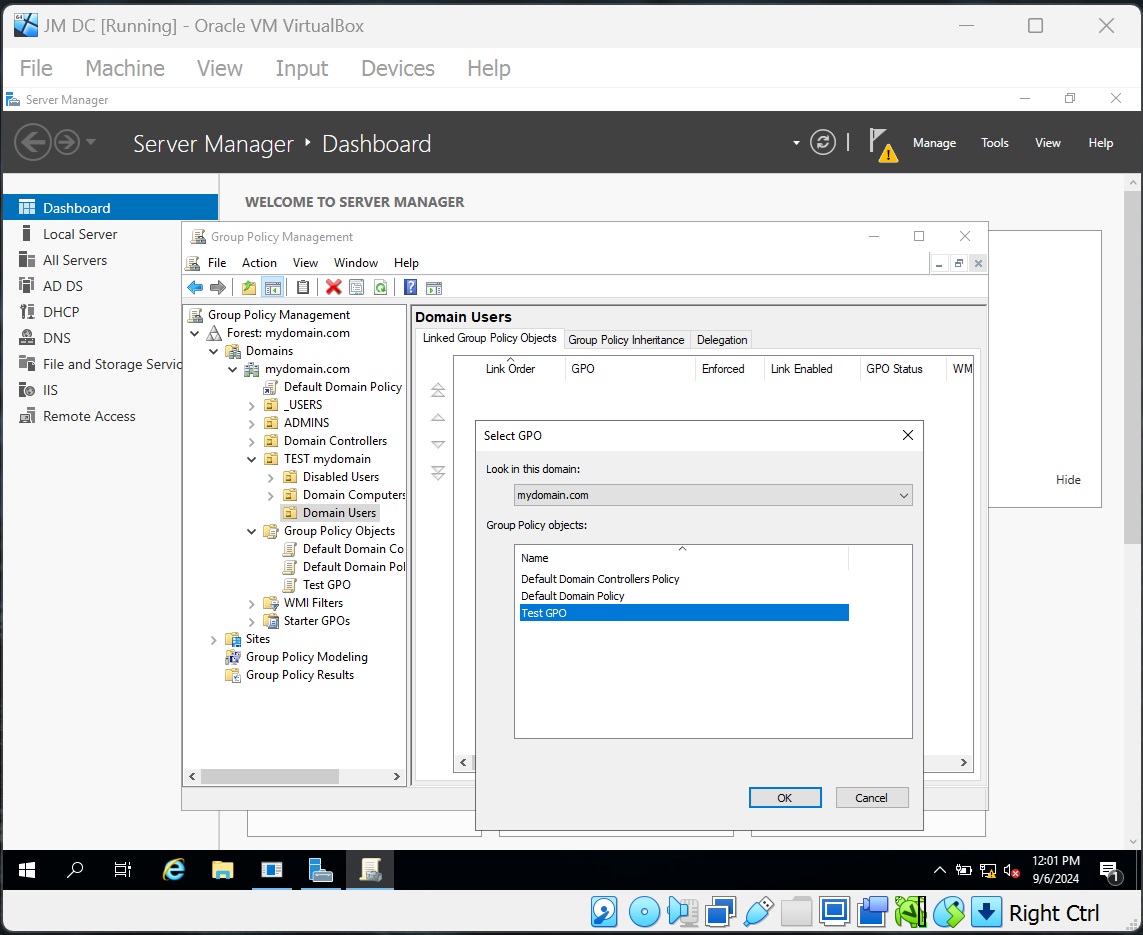 JM DC [Running] - Oracle VM VirtualBox
File Machine View Input Devices Help
Server Manager
Server Manager Dashboard
Manage Tools View Help
Dashboard
Local Server
All Servers
AD DS
DHCP
DNS
File and Storage Servic
IIS
Remote Access
WELCOME TO SERVER MANAGER
Hide
Group Policy Management
File Action View Window Help
Group Policy Management
Forest: mydomain.com
Domains
mydomain.com
Default Domain Policy
_USERS
ADMINS
Domain Controllers
TEST mydomain
Disabled Users
Domain Computers
Domain Users
Group Policy Objects
Default Domain Co
Default Domain Pol
Test GPO
WMI Filters
Starter GPOs
Sites
Group Policy Modeling
Group Policy Results
Domain Users
Linked Group Policy Objects Group Policy Inheritance Delegation
Link Order GPO Enforced Link Enabled GPO Status WM
Select GPO
Look in this domain:
mydomain.com
Group Policy objects:
Name
Default Domain Controllers Policy
Default Domain Policy
Test GPO
OK Cancel
12:01 PM
9/6/2024
1
Right Ctrl